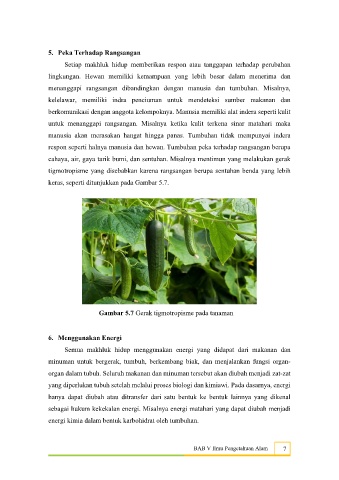 5. Peka Terhadap Rangsangan
Setiap makhluk hidup memberikan respon atau tanggapan terhadap perubahan
lingkungan. Hewan memiliki kemampuan yang lebih besar dalam menerima dan
menanggapi rangsangan dibandingkan dengan manusia dan tumbuhan. Misalnya,
kelelawar, memiliki indra penciuman untuk mendeteksi sumber makanan dan
berkomunikasi dengan anggota kelompoknya. Manusia memiliki alat indera seperti kulit
untuk menanggapi rangsangan. Misalnya ketika kulit terkena sinar matahari maka
manusia akan merasakan hangat hingga panas. Tumbuhan tidak mempunyai indera
respon seperti halnya manusia dan hewan. Tumbuhan peka terhadap rangsangan berupa
cahaya, air, gaya tarik bumi, dan sentuhan. Misalnya mentimun yang melakukan gerak
tigmotropisme yang disebabkan karena rangsangan berupa sentuhan benda yang lebih
keras, seperti ditunjukkan pada Gambar 5.7.
Gambar 5.7 Gerak tigmotropisme pada tanaman
6. Menggunakan Energi
Semua makhluk hidup menggunakan energi yang didapat dari makanan dan
minuman untuk bergerak, tumbuh, berkembang biak, dan menjalankan fungsi organ-
organ dalam tubuh. Seluruh makanan dan minuman tersebut akan diubah menjadi zat-zat
yang diperlukan tubuh setelah melalui proses biologi dan kimiawi. Pada dasarnya, energi
hanya dapat diubah atau ditransfer dari satu bentuk ke bentuk lainnya yang dikenal
sebagai hukum kekekalan energi. Misalnya energi matahari yang dapat diubah menjadi
energi kimia dalam bentuk karbohidrat oleh tumbuhan.
BAB V Ilmu Pengetahuan Alam 7